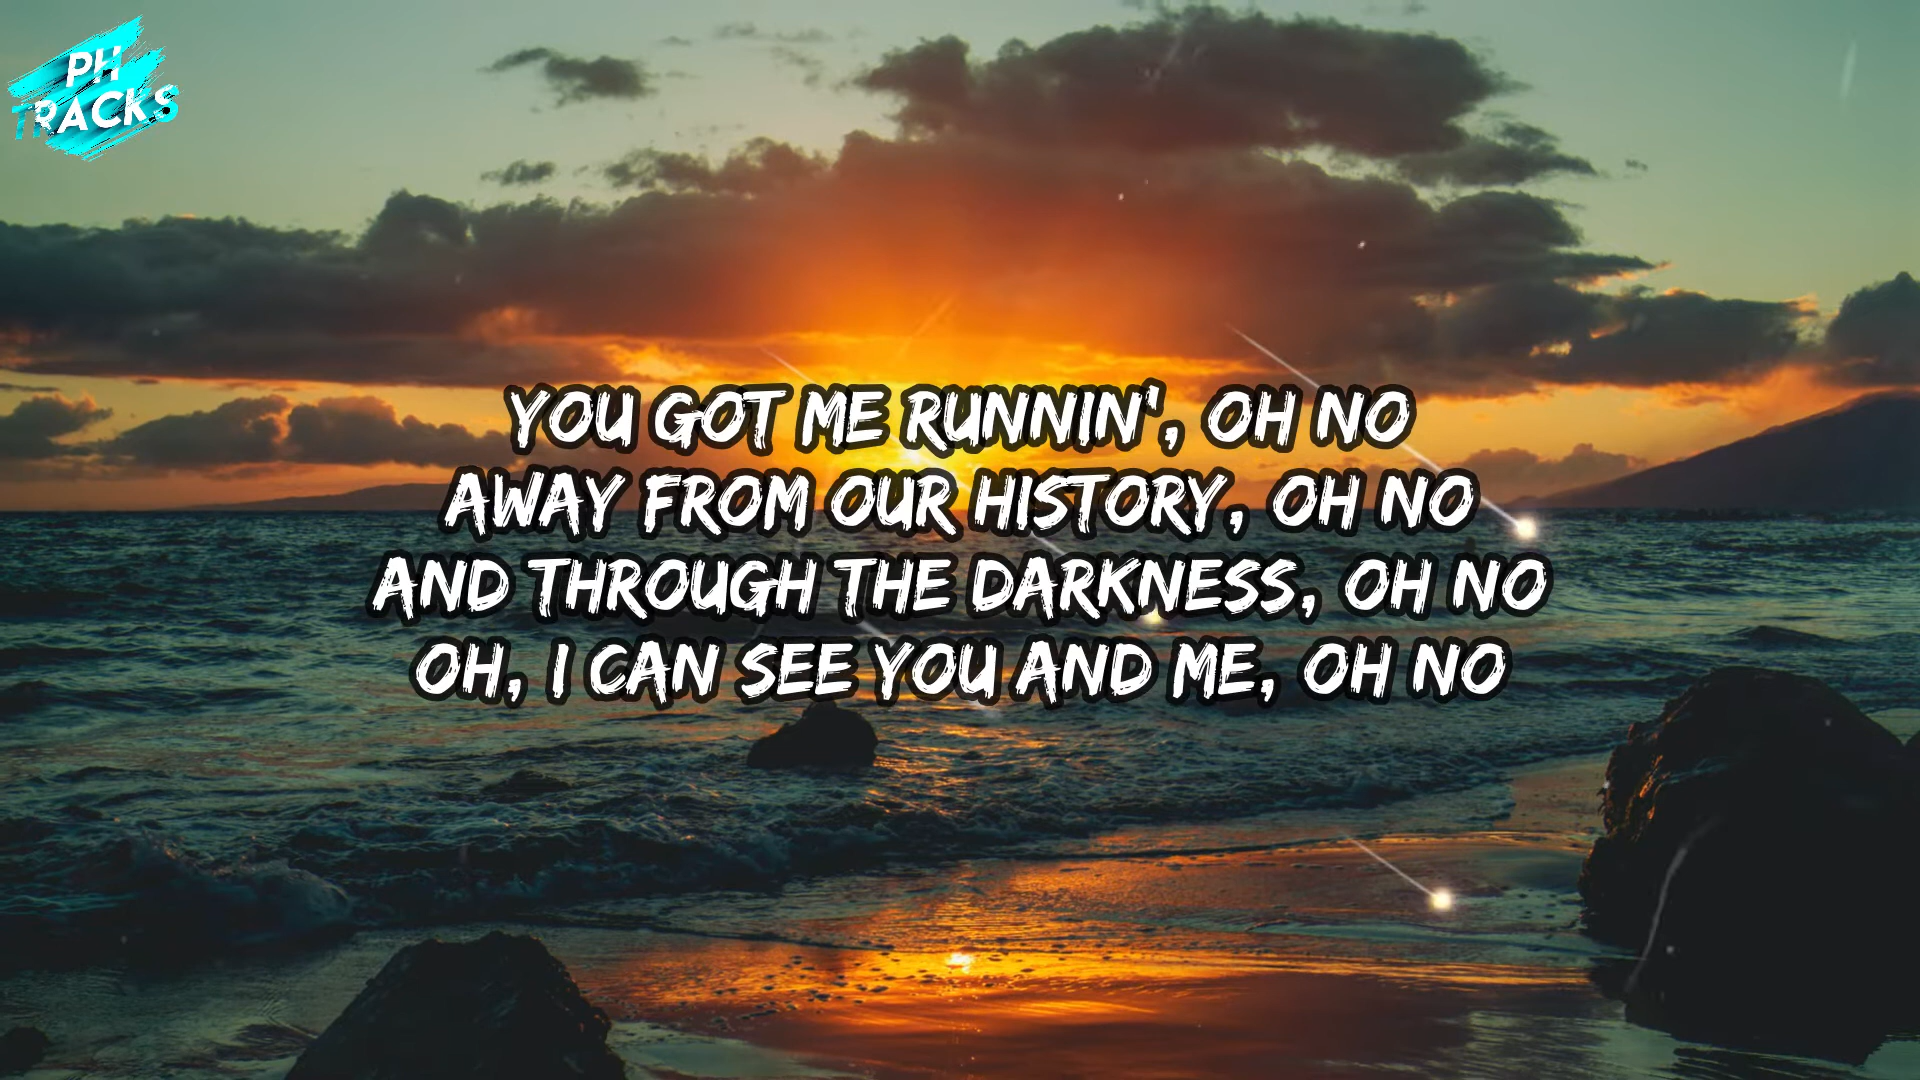 PH
TRACKS
YOU GOT ME RUNNIN', OH NO
AWAY FROM OUR HISTORY, OH NO
AND THROUGH THE DARKNESS, OH NO
OH, I CAN SEE YOU AND ME, OH NO